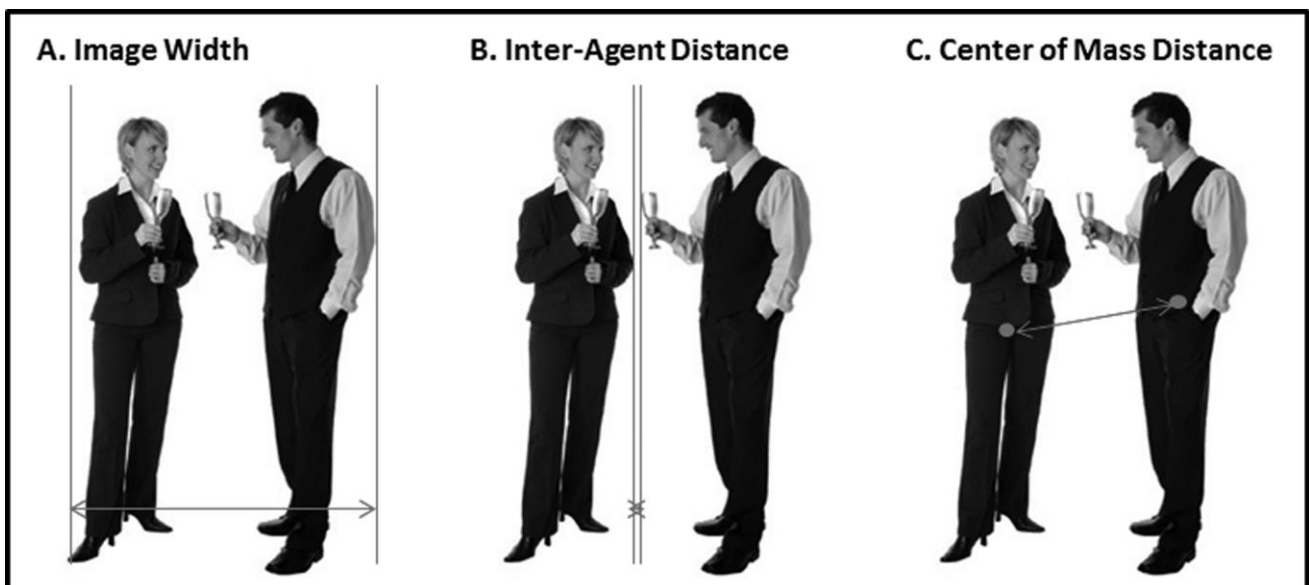 A. Image Width
B. Inter-Agent Distance
C. Center of Mass Distance